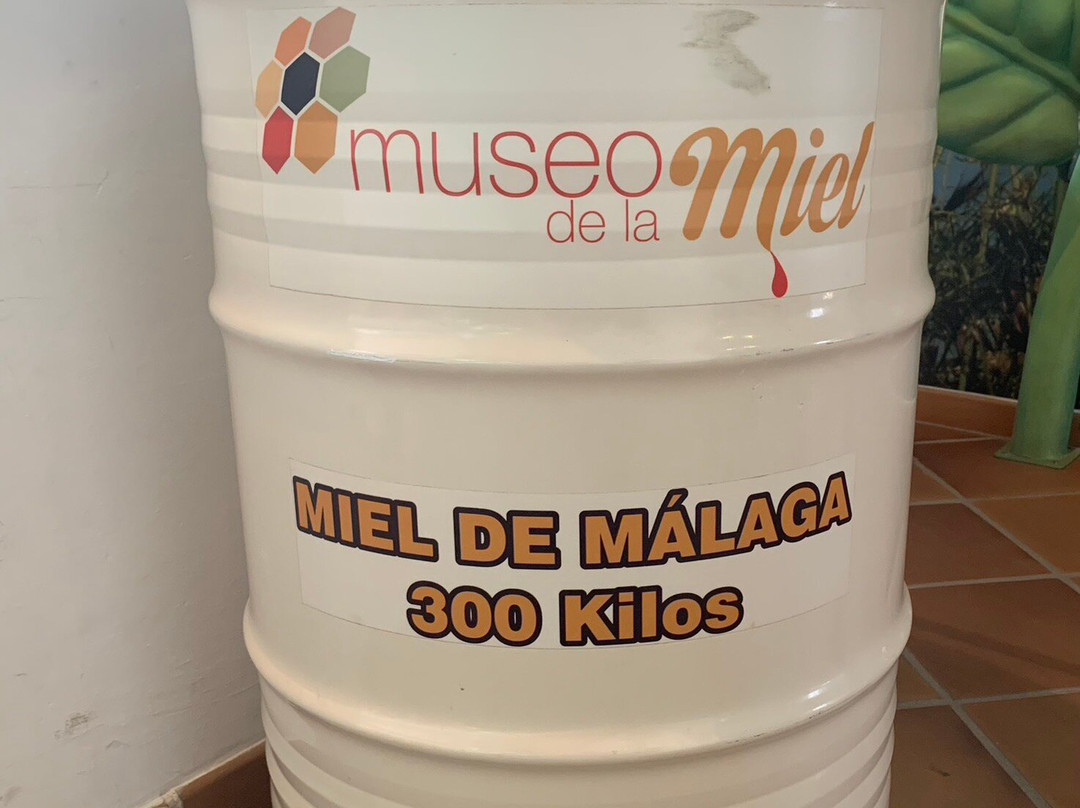 museo
de la Miel
MIEL DE MÁLAGA
300 Kilos